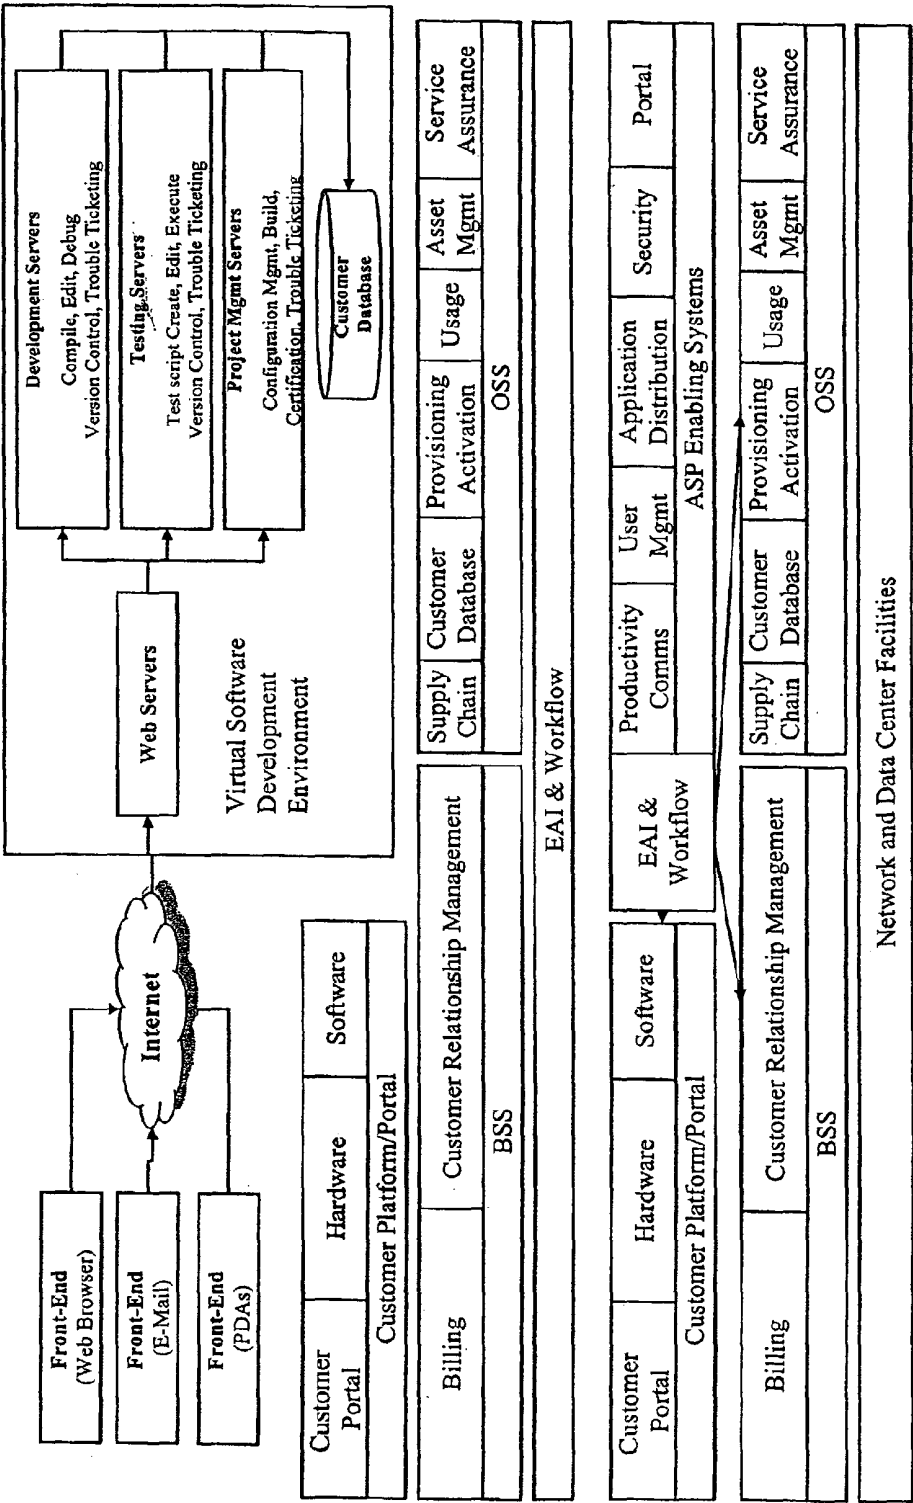 Front-End
(Web Browser)
Front-End
(E-Mail)
Front-End
(PDAs)
Internet
Web Servers
Virtual Software
Development
Environment
Development Servers
Compile, Edit, Debug
Version Control, Trouble Ticketing
Testing Servers
Test script Create, Edit, Execute
Version Control, Trouble Ticketing
Project Mgmt Servers
Configuration Mgmt, Build,
Certification, Trouble Ticketing
Customer
Database
Customer
Portal
Hardware
Software
Customer Platform/Portal
Billing
Customer Relationship Management
BSS
Supply
Chain
Customer
Database
Provisioning
Activation
Usage
Asset
Mgmt
Service
Assurance
OSS
EAI & Workflow
Customer
Portal
Hardware
Software
Customer Platform/Portal
EAI &
Workflow
Productivity
Comms
User
Mgmt
Application
Distribution
Security
Portal
ASP Enabling Systems
Billing
Customer Relationship Management
BSS
Supply
Chain
Customer
Database
Provisioning
Activation
Usage
Asset
Mgmt
Service
Assurance
OSS
Network and Data Center Facilities